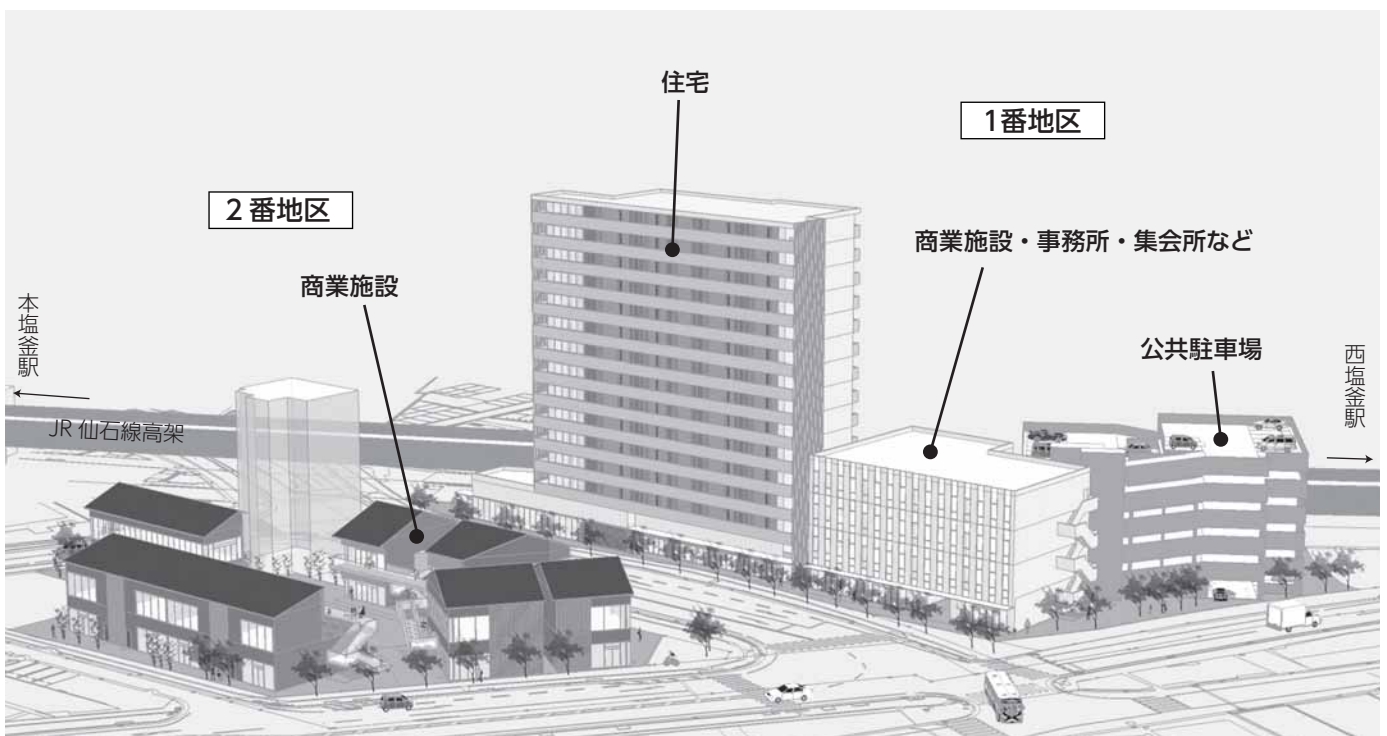 住宅
1番地区
2番地区
商業施設・事務所・集会所など
商業施設
本塩釜駅
公共駐車場
西塩釜駅
JR 仙石線高架